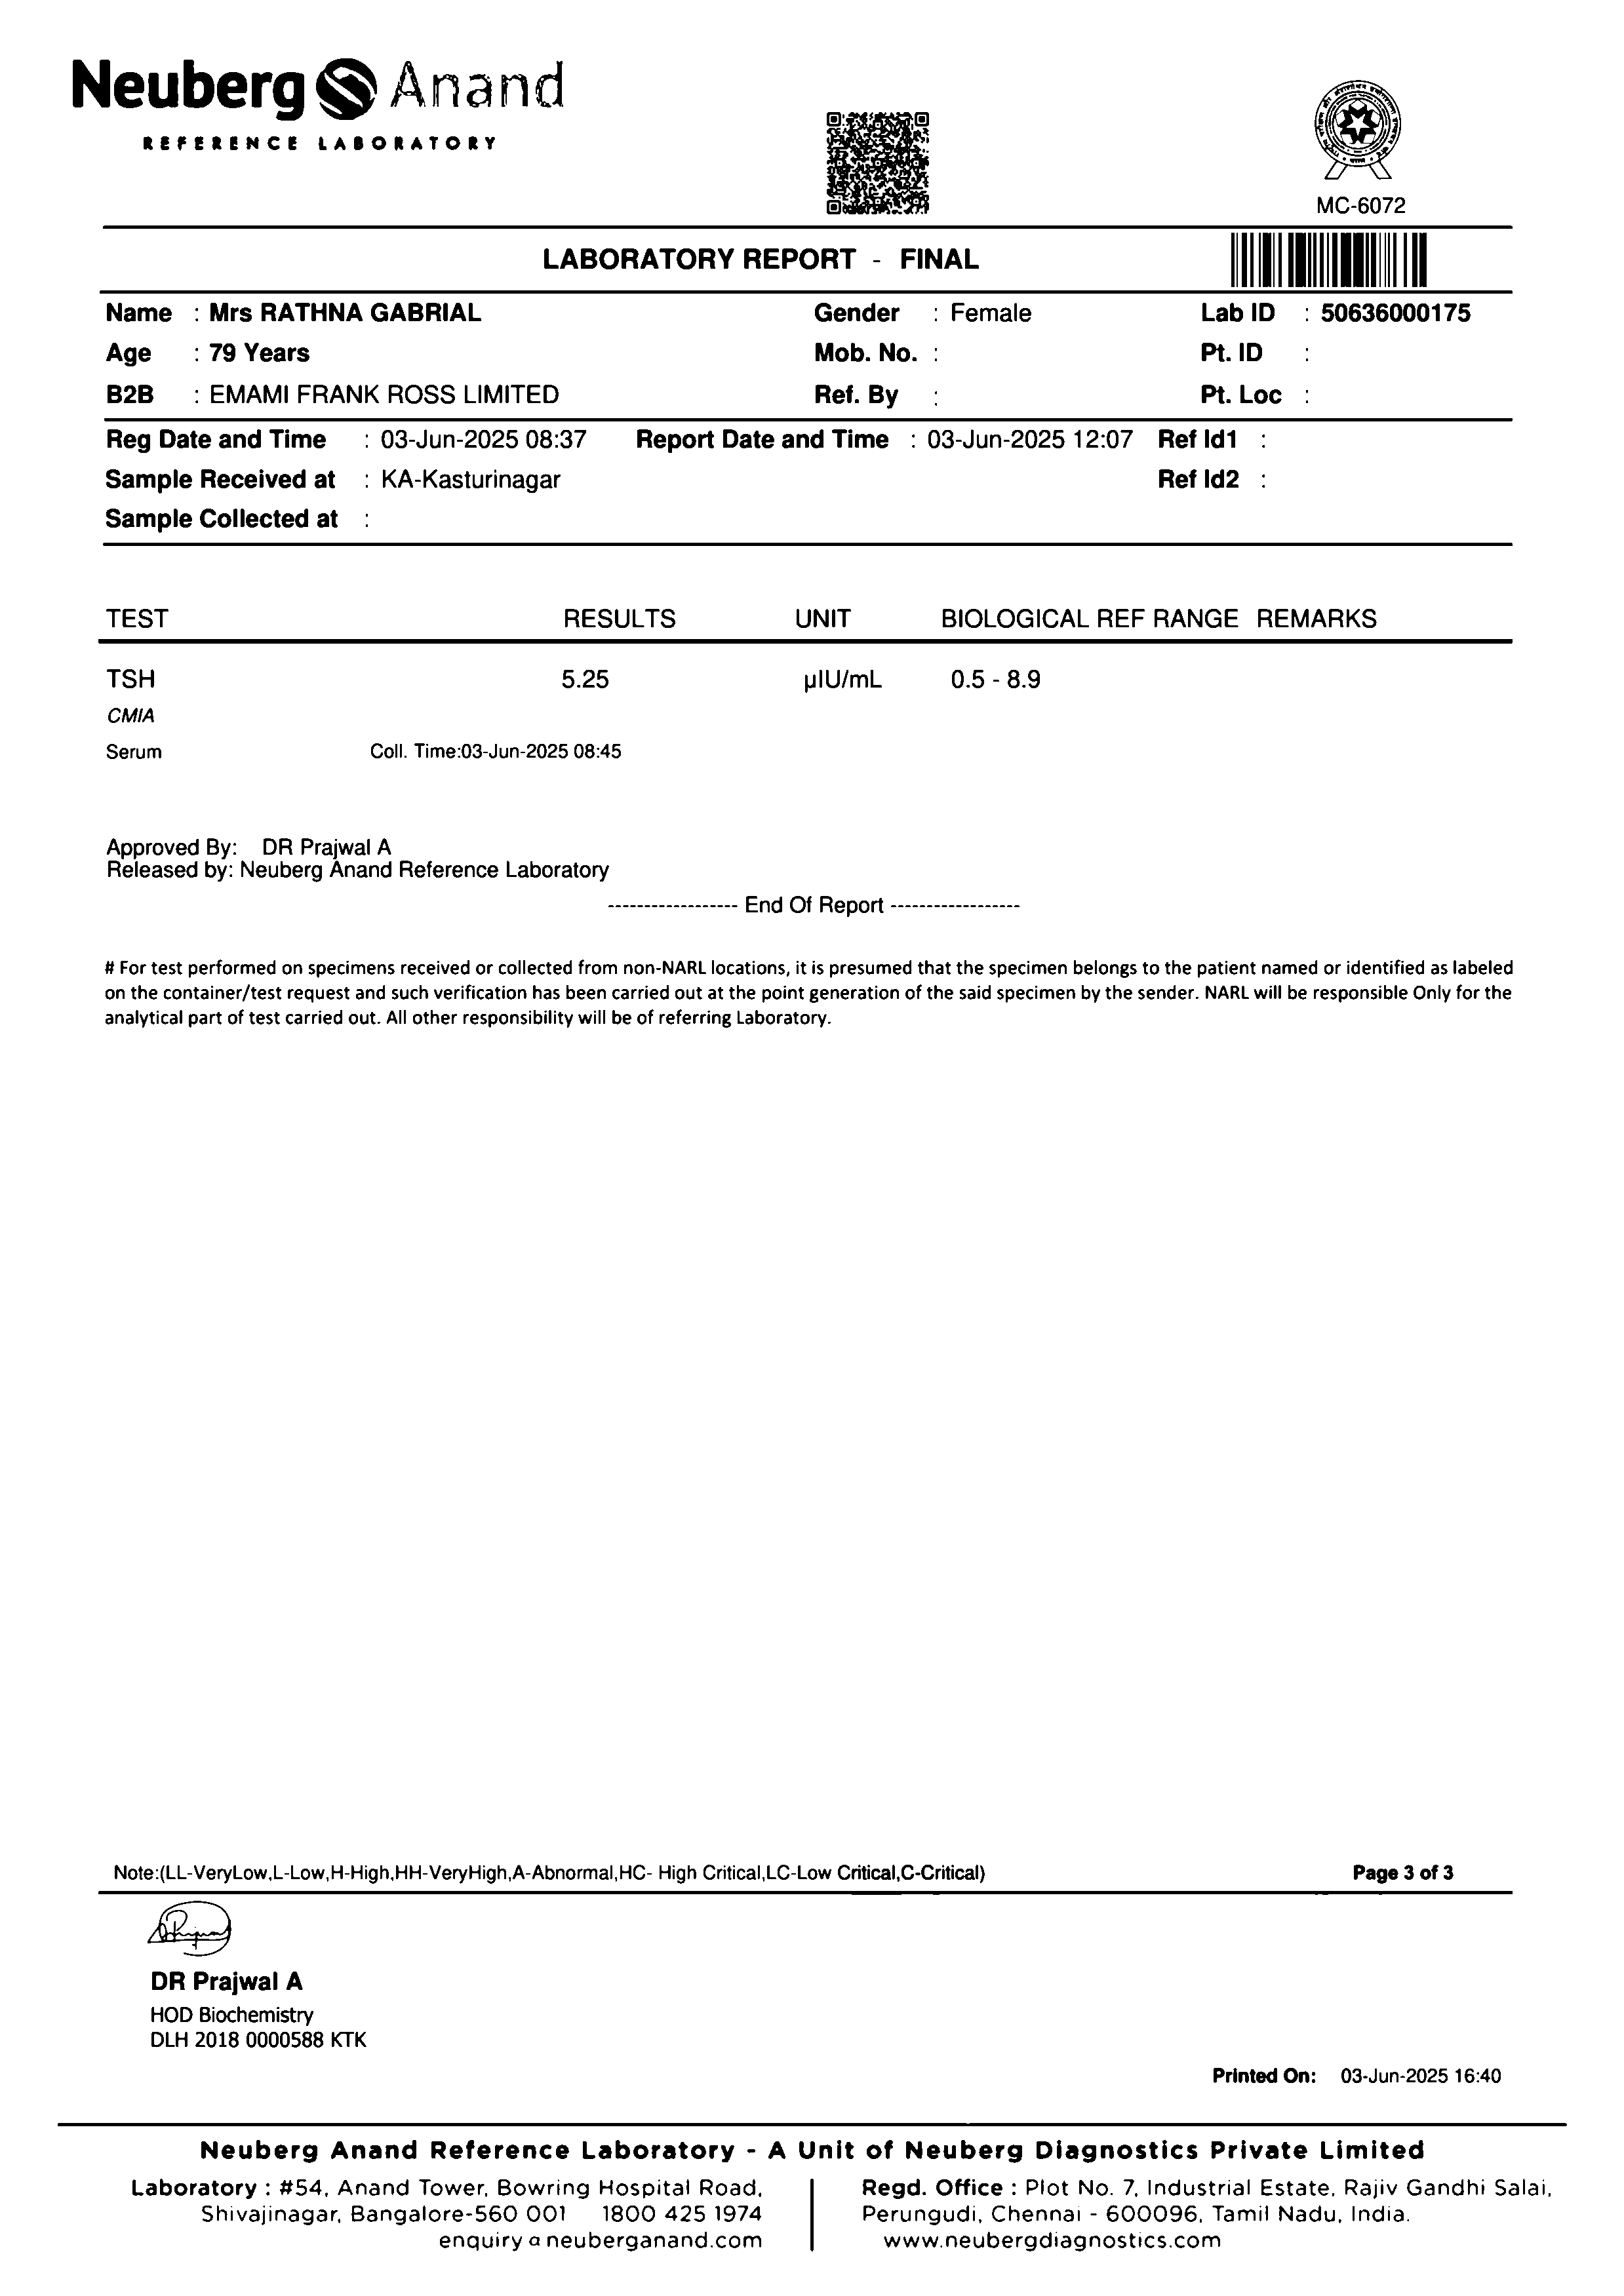 Neuberg Anand
REFERENCE LABORATORY
MC-6072
LABORATORY REPORT - FINAL
Name : Mrs RATHNA GABRIAL Gender : Female Lab ID : 50636000175
Age : 79 Years Mob. No. : Pt. ID :
B2B : EMAMI FRANK ROSS LIMITED Ref. By : Pt. Loc :
Reg Date and Time : 03-Jun-2025 08:37 Report Date and Time : 03-Jun-2025 12:07 Ref Id1 :
Sample Received at : KA-Kasturinagar Ref Id2 :
Sample Collected at :
TEST RESULTS UNIT BIOLOGICAL REF RANGE REMARKS
TSH 5.25 µIU/mL 0.5 - 8.9
CMIA
Serum Coll. Time:03-Jun-2025 08:45
Approved By: DR Prajwal A
Released by: Neuberg Anand Reference Laboratory
------------------ End Of Report ------------------
# For test performed on specimens received or collected from non-NARL locations, it is presumed that the specimen belongs to the patient named or identified as labeled
on the container/test request and such verification has been carried out at the point generation of the said specimen by the sender. NARL will be responsible Only for the
analytical part of test carried out. All other responsibility will be of referring Laboratory.
Note:(LL-VeryLow,L-Low,H-High,HH-VeryHigh,A-Abnormal,HC- High Critical,LC-Low Critical,C-Critical) Page 3 of 3
DR Prajwal A
HOD Biochemistry
DLH 2018 0000588 KTK
Printed On: 03-Jun-2025 16:40
Neuberg Anand Reference Laboratory - A Unit of Neuberg Diagnostics Private Limited
Laboratory : #54, Anand Tower, Bowring Hospital Road,
Shivajinagar, Bangalore-560 001 1800 425 1974
enquiry@neuberganand.com
Regd. Office : Plot No. 7, Industrial Estate, Rajiv Gandhi Salai,
Perungudi, Chennai - 600096, Tamil Nadu, India.
www.neubergdiagnostics.com